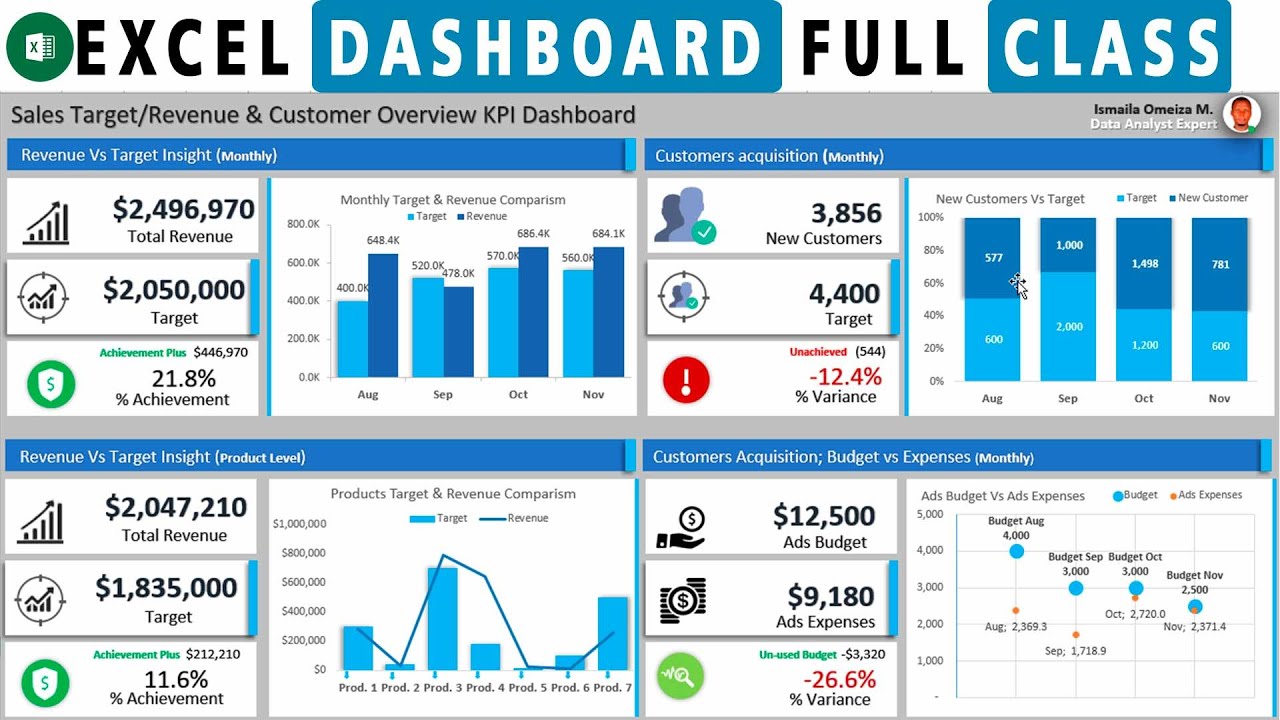 EXCEL DASHBOARD FULL CLASS
Sales Target/Revenue & Customer Overview KPI Dashboard
Ismaila Omeiza M.
Data Analyst Expert
Revenue Vs Target Insight (Monthly)
$2,496,970
Total Revenue
$2,050,000
Target
Achievement Plus $446,970
21.8%
% Achievement
Monthly Target & Revenue Comparism
Target Revenue
800.0K
600.0K
400.0K
200.0K
0.0K
400.0K
648.4K
520.0K
478.0K
570.0K
686.4K
560.0K
684.1K
Aug Sep Oct Nov
Customers acquisition (Monthly)
3,856
New Customers
4,400
Target
Unachieved (544)
-12.4%
% Variance
New Customers Vs Target
Target New Customer
100%
80%
60%
40%
20%
0%
577 1,000 1,498 781
600 2,000 1,200 600
Aug Sep Oct Nov
Revenue Vs Target Insight (Product Level)
$2,047,210
Total Revenue
$1,835,000
Target
Achievement Plus $212,210
11.6%
% Achievement
Products Target & Revenue Comparism
Target Revenue
$1,000,000
$800,000
$600,000
$400,000
$200,000
$0
Prod. 1 Prod. 2 Prod. 3 Prod. 4 Prod. 5 Prod. 6 Prod. 7
Customers Acquisition; Budget vs Expenses (Monthly)
$12,500
Ads Budget
$9,180
Ads Expenses
Un-used Budget -$3,320
-26.6%
% Variance
Ads Budget Vs Ads Expenses
Budget Ads Expenses
5,000
4,000
3,000
2,000
1,000
-
Budget Aug
4,000
Budget Sep
3,000
Budget Oct
3,000
Budget Nov
2,500
Aug; 2,369.3
Sep; 1,718.9
Oct; 2,720.0
Nov; 2,371.4